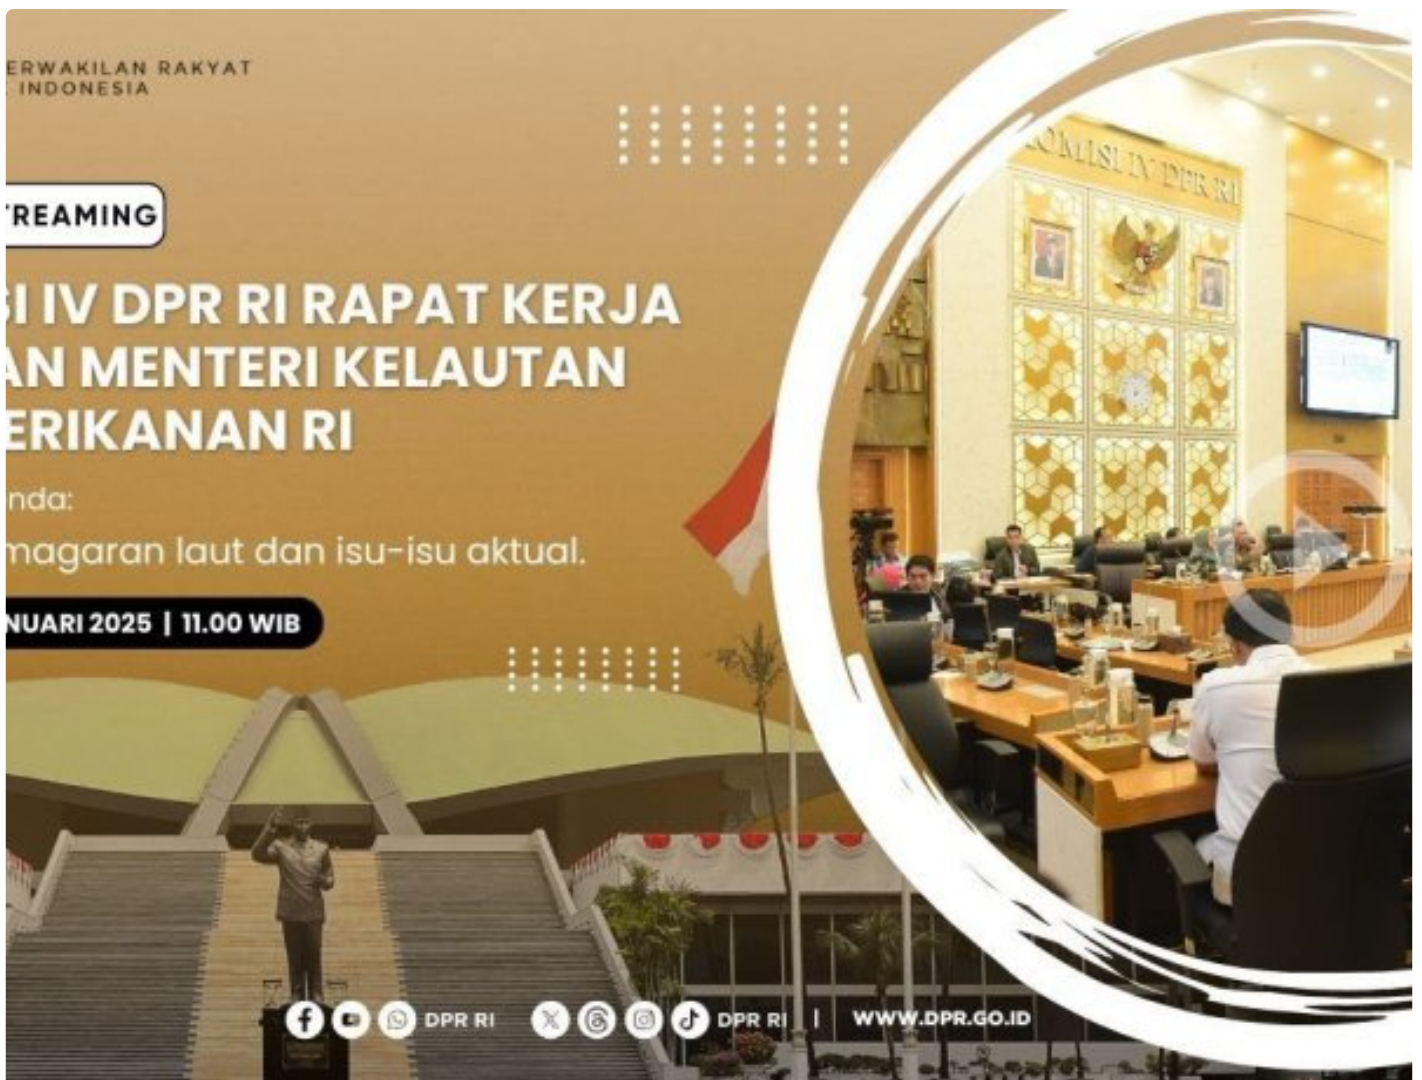 ERWAKILAN RAKYAT
INDONESIA
TREAMING
SI IV DPR RI RAPAT KERJA
AN MENTERI KELAUTAN
ERIKANAN RI
nda:
magaran laut dan isu-isu aktual.
NUARI 2025 | 11.00 WIB
KOMISI IV DPR RI
DPR RI
DPR RI | WWW.DPR.GO.ID